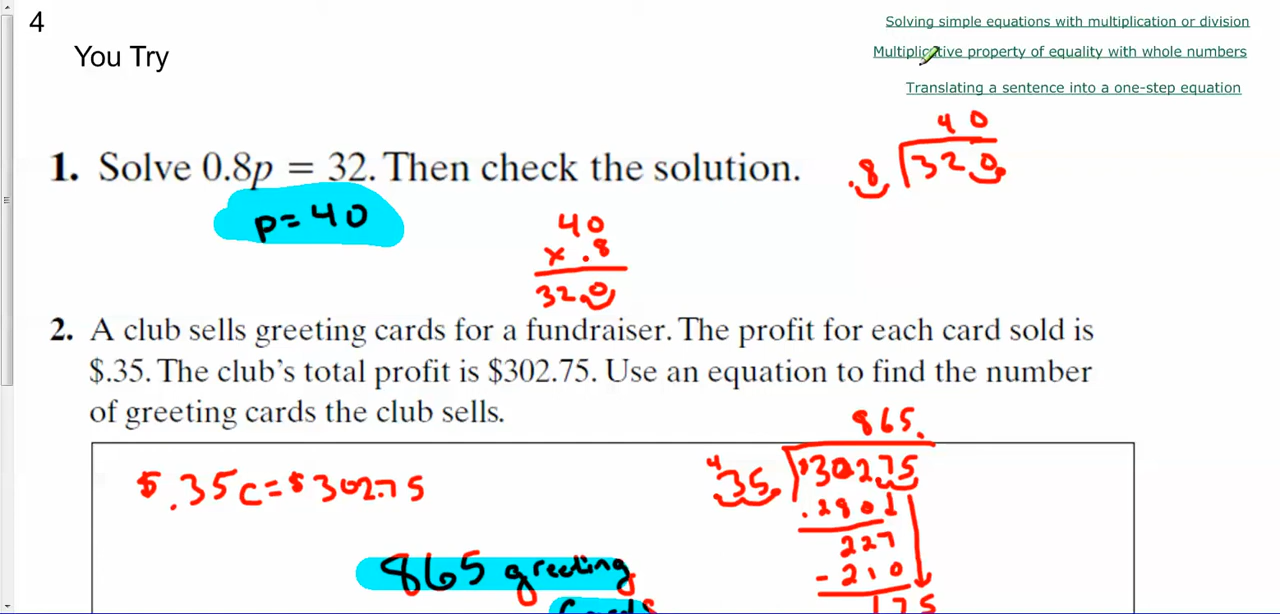 4
You Try
Solving simple equations with multiplication or division
Multiplicative property of equality with whole numbers
Translating a sentence into a one-step equation
1. Solve 0.8p = 32. Then check the solution.
p = 40
40
.8 320
40
x .8
32.0
2. A club sells greeting cards for a fundraiser. The profit for each card sold is
$.35. The club's total profit is $302.75. Use an equation to find the number
of greeting cards the club sells.
$.35c = $302.75
865 greeting
cards
865.
4
.35. 30275
280
227
- 210
175